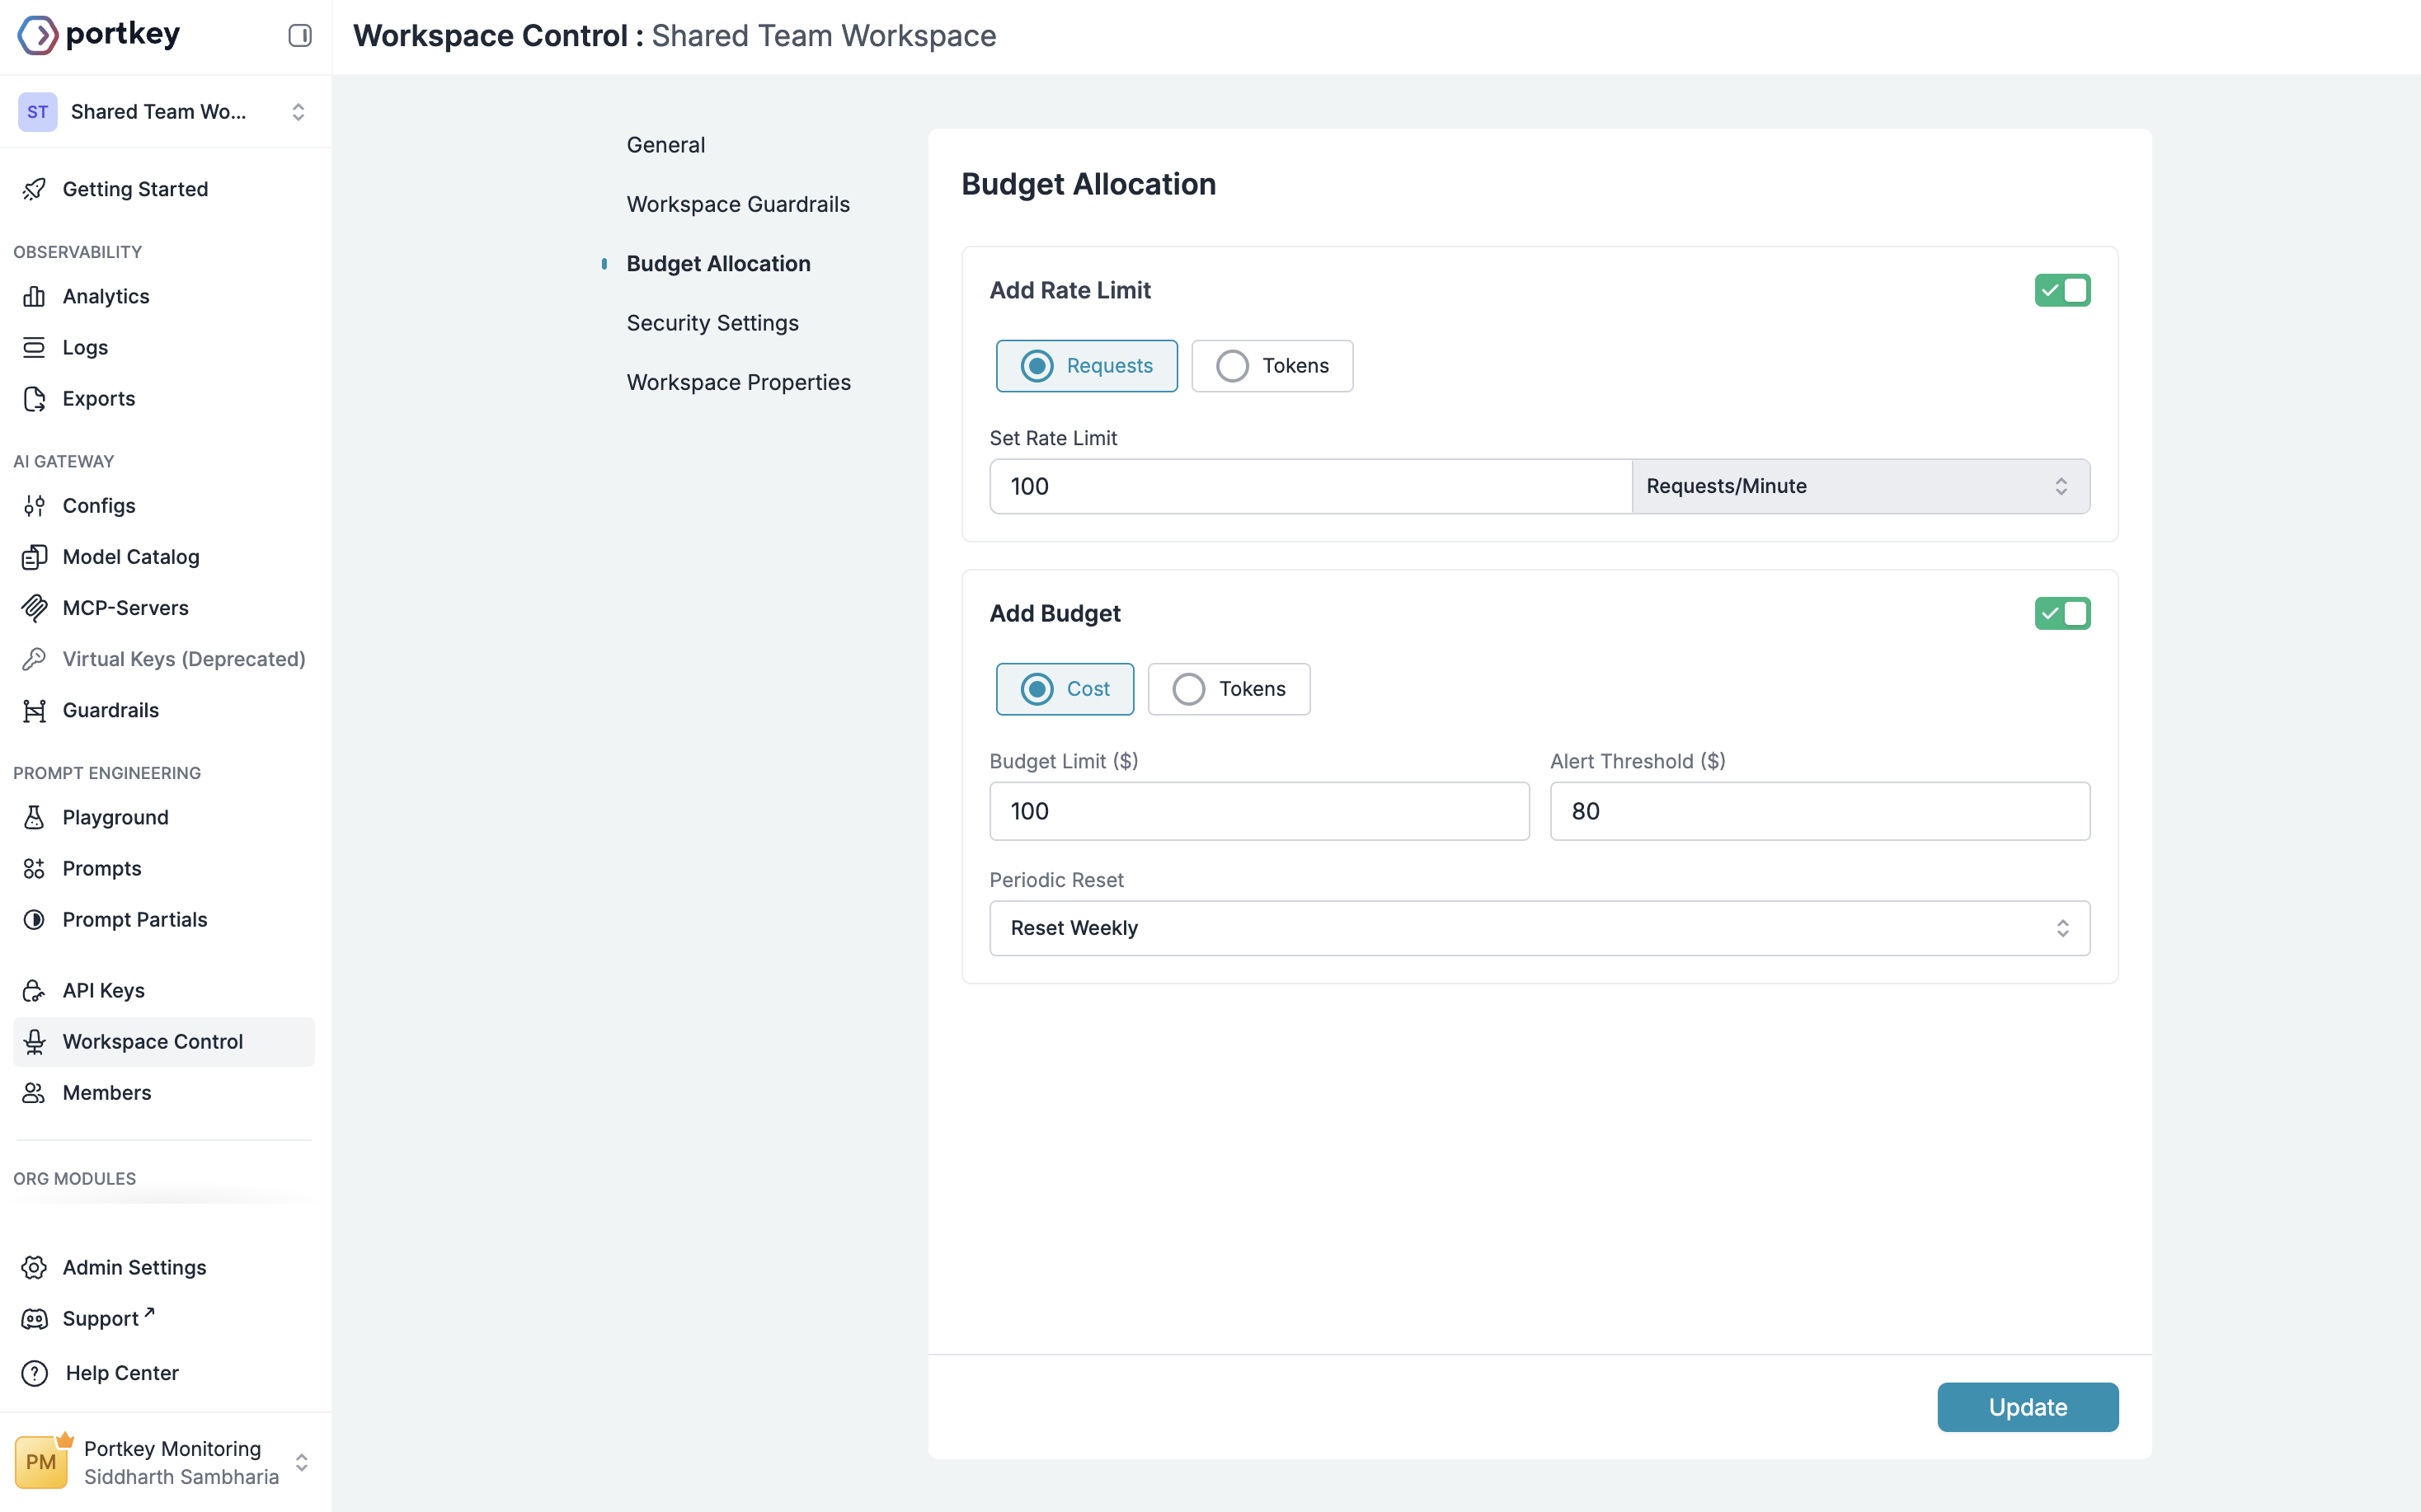 portkey
Workspace Control : Shared Team Workspace
ST
Shared Team Wo...
Getting Started
OBSERVABILITY
Analytics
Logs
Exports
AI GATEWAY
Configs
Model Catalog
MCP-Servers
Virtual Keys (Deprecated)
Guardrails
PROMPT ENGINEERING
Playground
Prompts
Prompt Partials
API Keys
Workspace Control
Members
ORG MODULES
Admin Settings
Support
Help Center
PM
Portkey Monitoring
Siddharth Sambharia
General
Workspace Guardrails
Budget Allocation
Security Settings
Workspace Properties
Budget Allocation
Add Rate Limit
Requests
Tokens
Set Rate Limit
100
Requests/Minute
Add Budget
Cost
Tokens
Budget Limit ($)
Alert Threshold ($)
100
80
Periodic Reset
Reset Weekly
Update